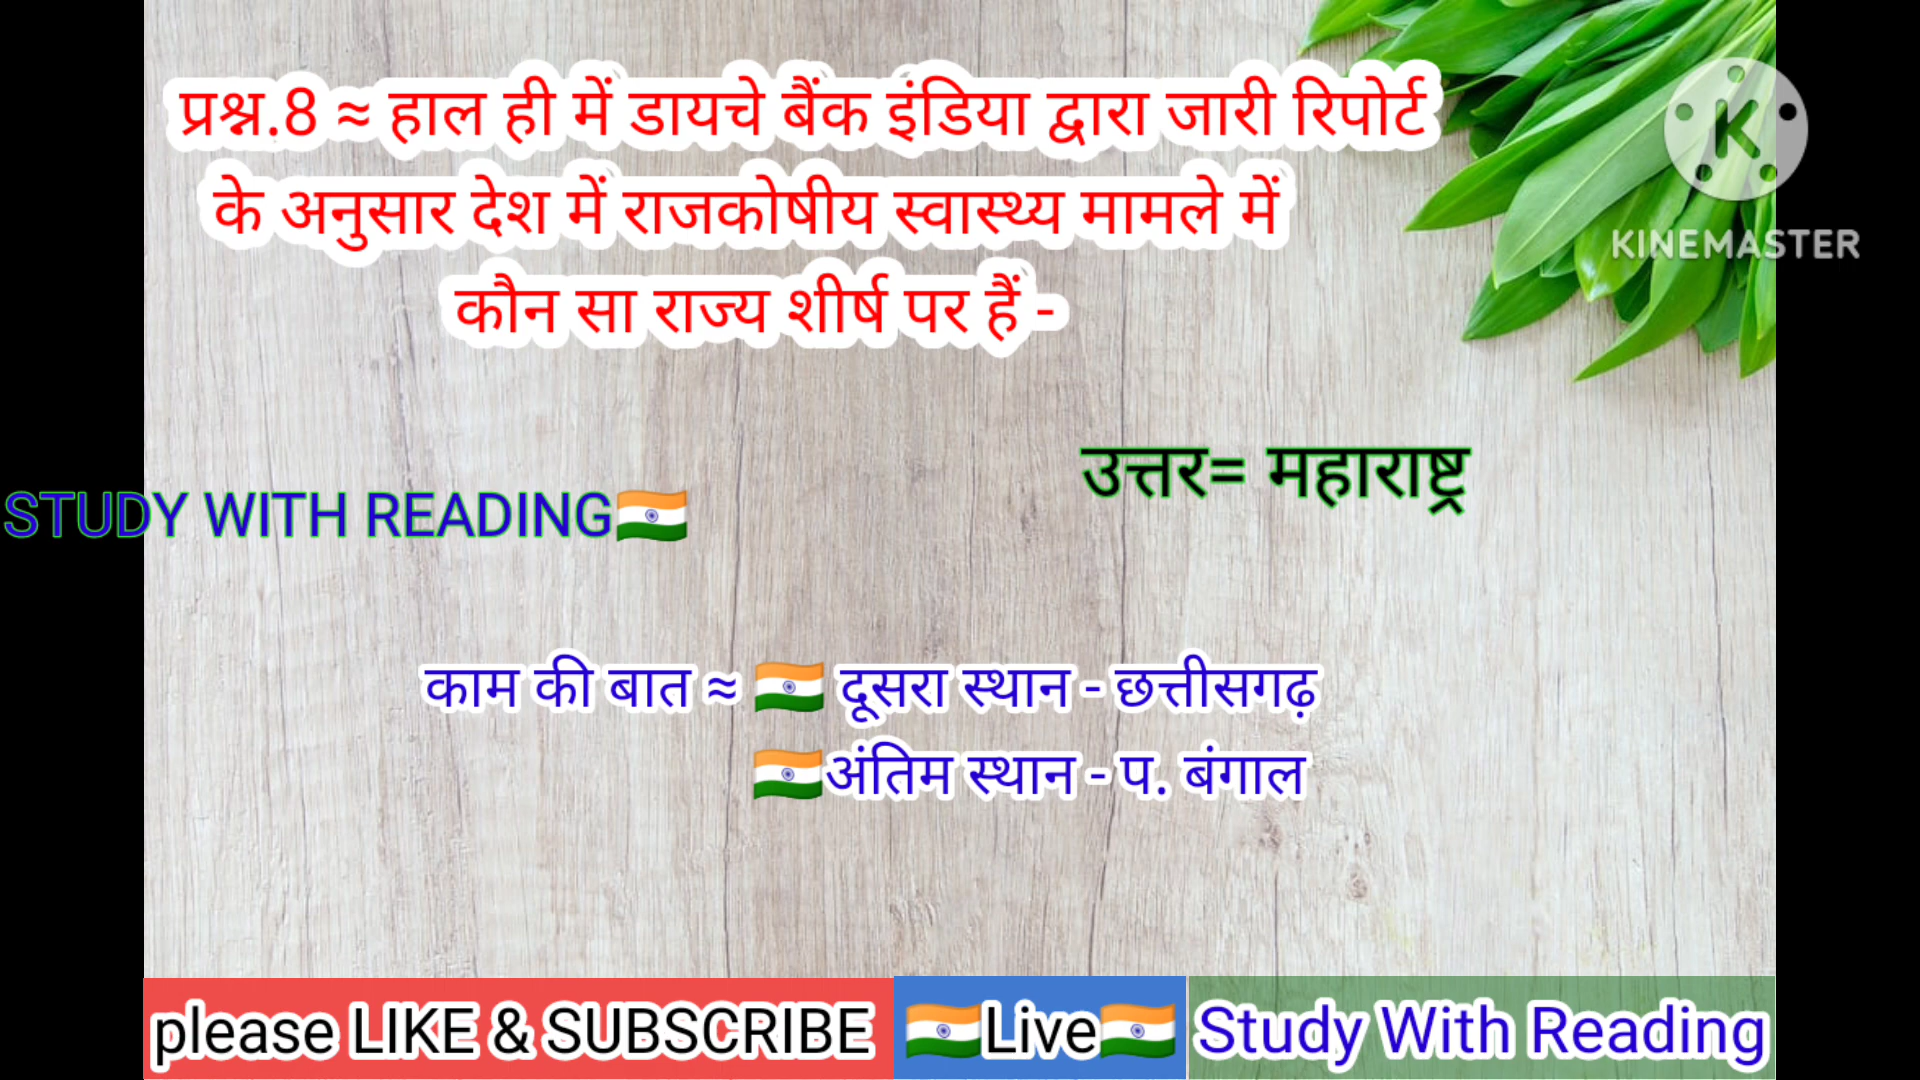 प्रश्न.8 ≈ हाल ही में डायचे बैंक इंडिया द्वारा जारी रिपोर्ट
के अनुसार देश में राजकोषीय स्वास्थ्य मामले में
कौन सा राज्य शीर्ष पर हैं -
K
KINEMASTER
उत्तर= महाराष्ट्र
STUDY WITH READING🇮🇳
काम की बात ≈ 🇮🇳 दूसरा स्थान - छत्तीसगढ़
🇮🇳अंतिम स्थान - प. बंगाल
please LIKE & SUBSCRIBE 🇮🇳Live🇮🇳 Study With Reading